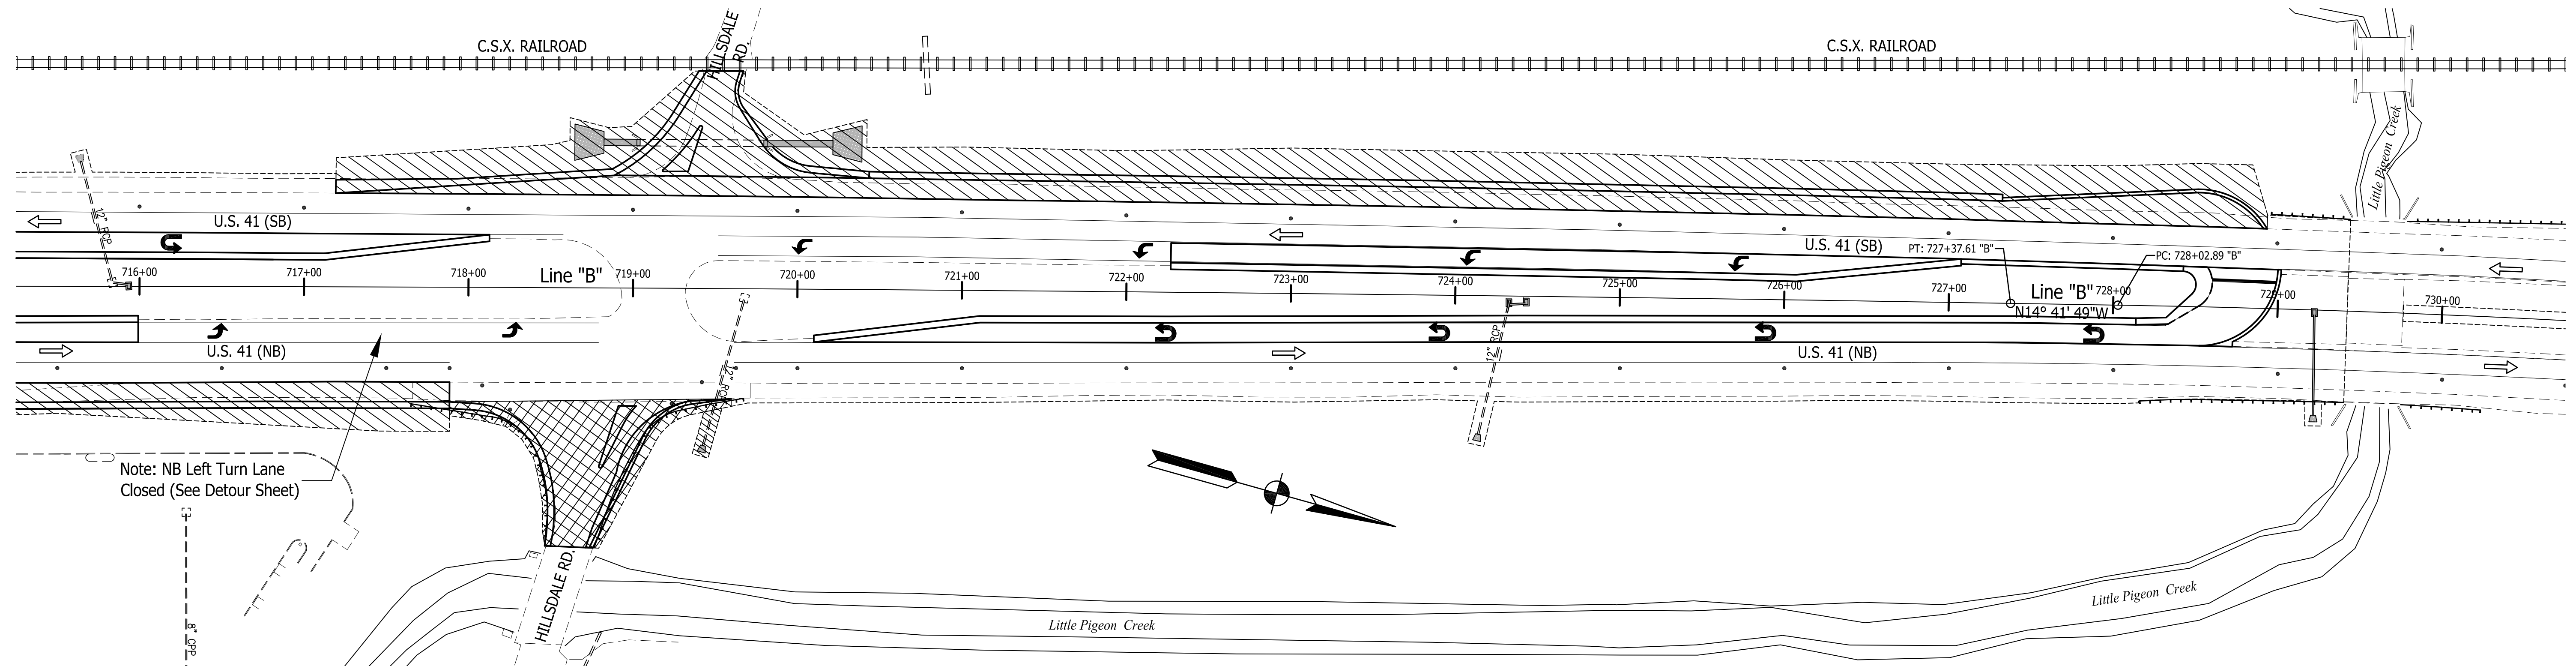 C.S.X. RAILROAD
HILLSDALE
RD.
C.S.X. RAILROAD
Little Pigeon Creek
12" RCP
U.S. 41 (SB)
U.S. 41 (SB)
PT: 727+37.61 "B"
PC: 728+02.89 "B"
716+00
717+00
718+00
Line "B"
719+00
720+00
721+00
722+00
723+00
724+00
725+00
726+00
727+00
Line "B"
728+00
729+00
730+00
N14° 41' 49"W
U.S. 41 (NB)
12" RCP
12" RCP
U.S. 41 (NB)
Note: NB Left Turn Lane
Closed (See Detour Sheet)
HILLSDALE RD.
8" CPP
Little Pigeon Creek
Little Pigeon Creek